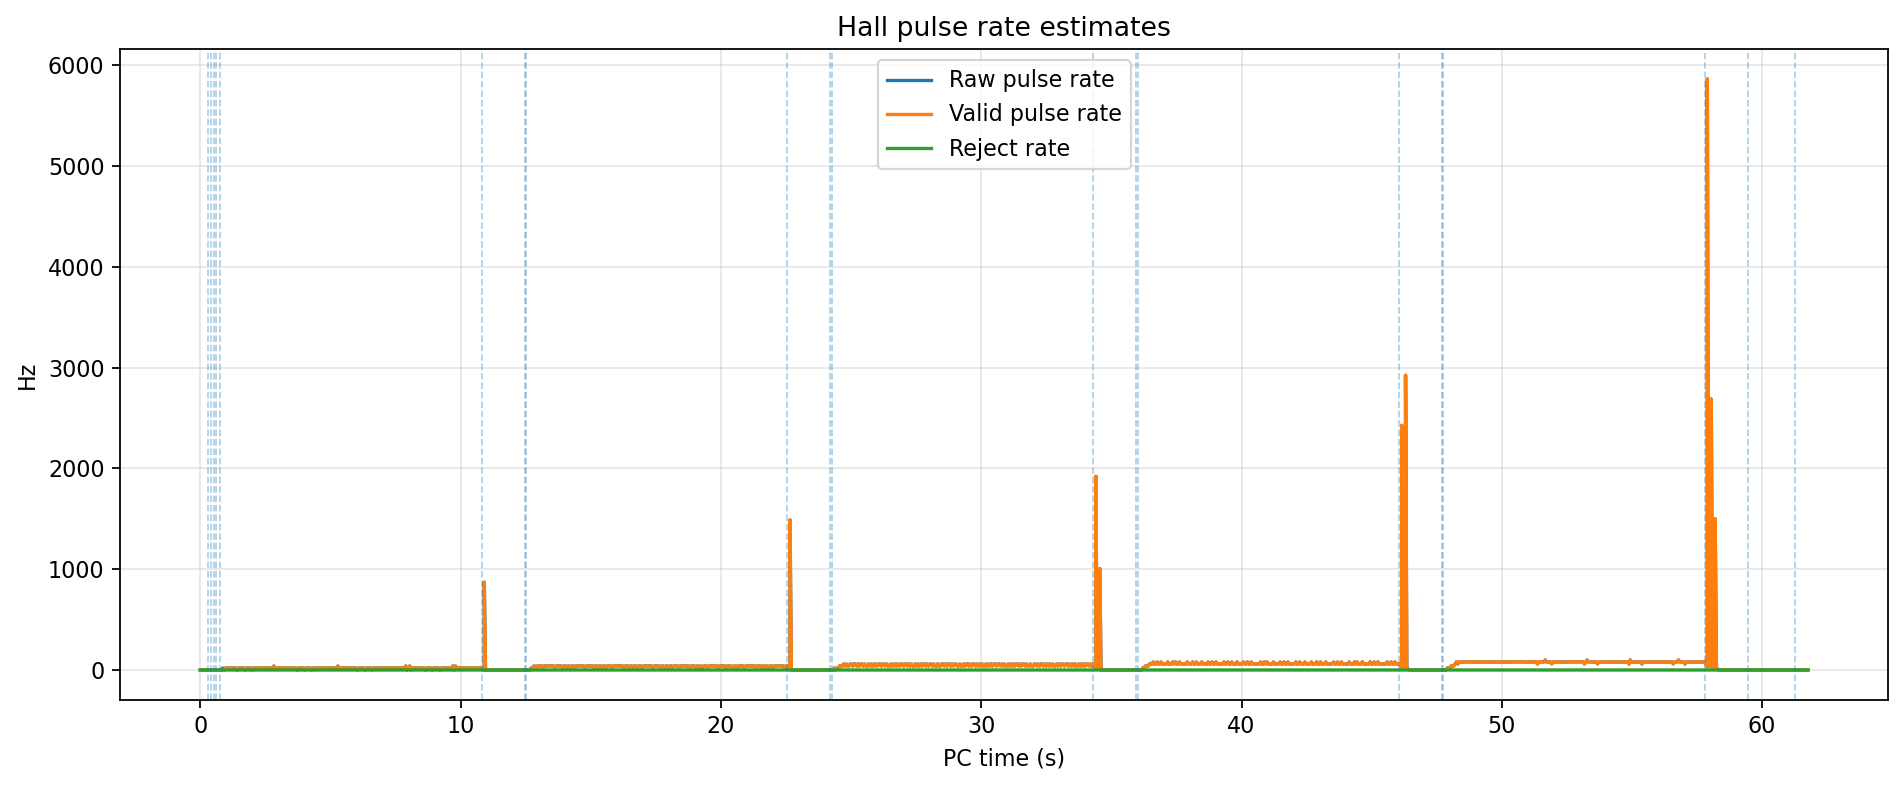 Hall pulse rate estimates
Raw pulse rate
Valid pulse rate
Reject rate
Hz
6000
5000
4000
3000
2000
1000
0
0 10 20 30 40 50 60
PC time (s)